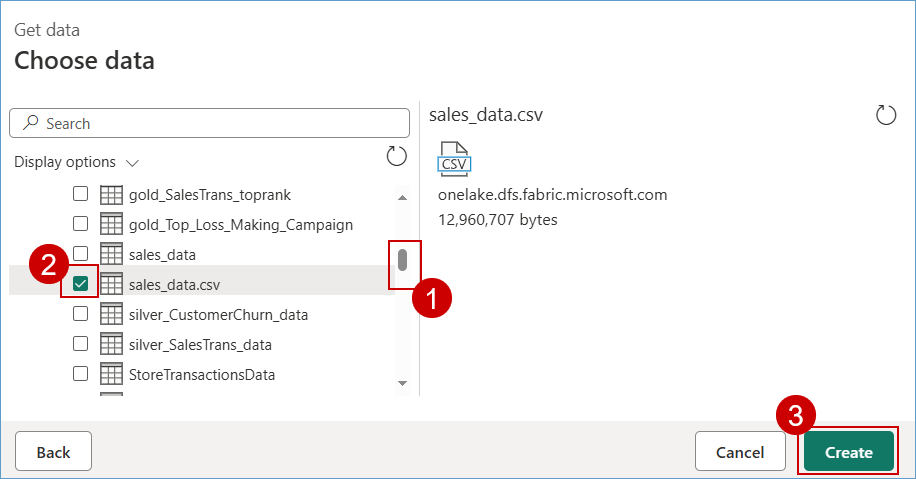 Get data
Choose data
Search
Display options
gold_SalesTrans_toprank
gold_Top_Loss_Making_Campaign
sales_data
2
sales_data.csv
1
silver_CustomerChurn_data
silver_SalesTrans_data
StoreTransactionsData
sales_data.csv
CSV
onelake.dfs.fabric.microsoft.com
12,960,707 bytes
3
Back
Cancel
Create